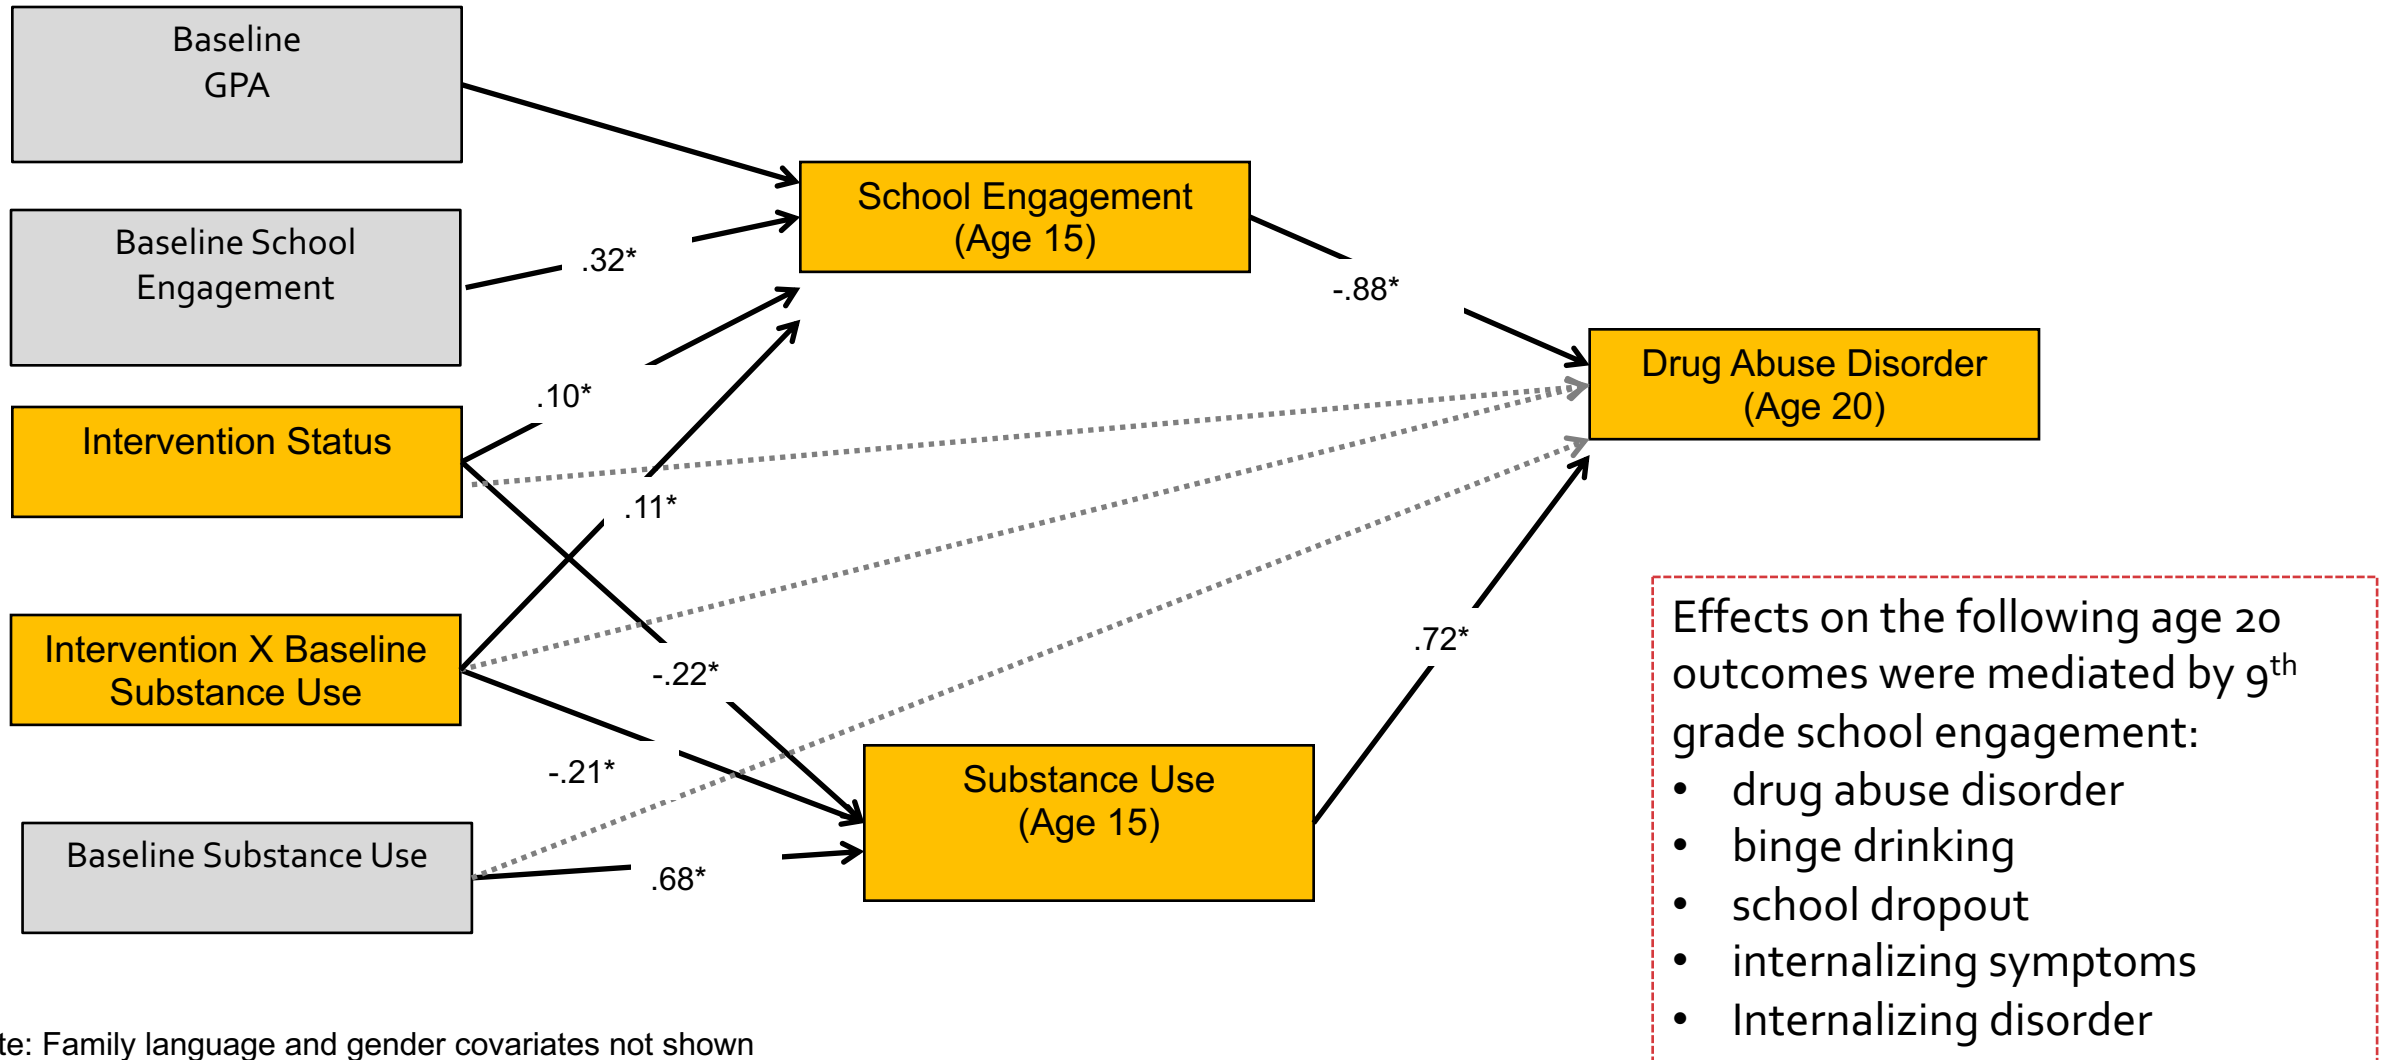 Baseline
GPA
Baseline School
Engagement
.32*
School Engagement
(Age 15)
-.88*
Intervention Status
.10*
.11*
Drug Abuse Disorder
(Age 20)
Intervention X Baseline
Substance Use
-.22*
-.21*
.72*
Baseline Substance Use
.68*
Substance Use
(Age 15)
Effects on the following age 20
outcomes were mediated by 9th
grade school engagement:
• drug abuse disorder
• binge drinking
• school dropout
• internalizing symptoms
• Internalizing disorder
te: Family language and gender covariates not shown